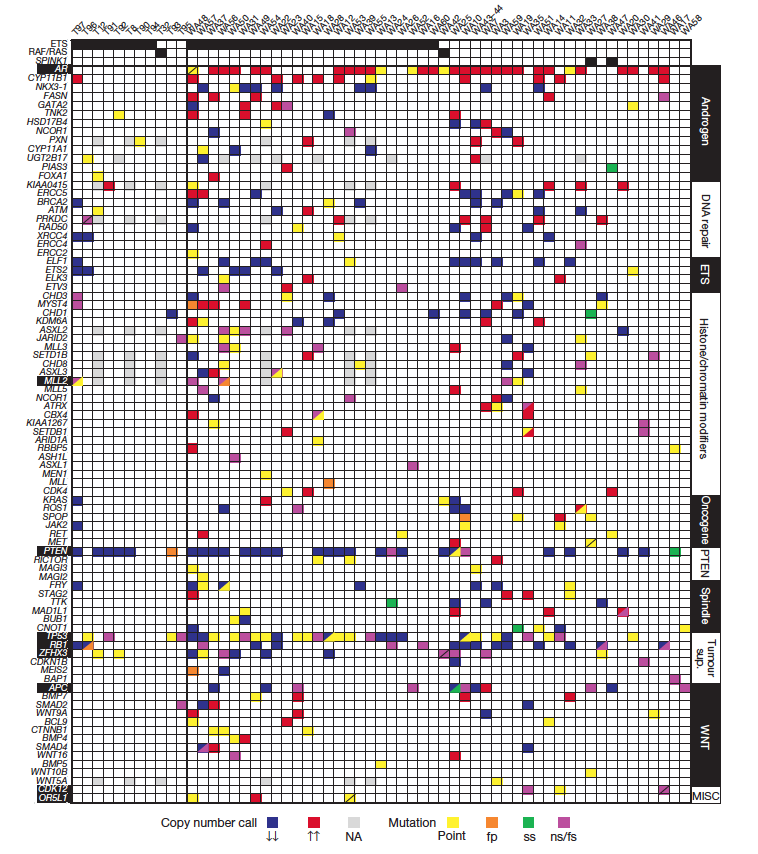 ETS
RAF/RAS
SPINK1
AR
CYP11B1
NKX3-1
FASN
GATA2
TNK2
HSD17B4
NCOR1
PXN
CYP11A1
UGT2B17
PIAS3
FOXA1
KIAA0415
ERCC5
BRCA2
ATM
PRKDC
RAD50
XRCC4
ERCC4
ERCC2
ELF1
ETS2
ELK3
ETV3
CHD3
MYST4
CHD1
KDM6A
ASXL2
JARID2
MLL3
SETD1B
CHD8
ASXL3
MLL2
MLL5
NCOR1
ATRX
CBX4
KIAA1267
SETDB1
ARID1A
RBBP5
ASH1L
ASXL1
MEN1
MLL
CDK4
KRAS
ROS1
SPOP
JAK2
RET
MET
PTEN
RICTOR
MAGI3
MAGI2
FRY
STAG2
TTK
MAD1L1
BUB1
CNOT1
TP53
RB1
ZFHX3
CDKN1B
MEIS2
BAP1
APC
BMP7
SMAD2
WNT9A
BCL9
CTNNB1
BMP4
SMAD4
WNT16
BMP5
WNT10B
WNT5A
CDK12
OR5L1
Androgen
DNA repair
ETS
Histone/chromatin modifiers
Oncogene
PTEN
Spindle
Tumour
sup.
WNT
MISC
Copy number call ↓↓ ↑↑ NA Mutation Point fp ss ns/fs